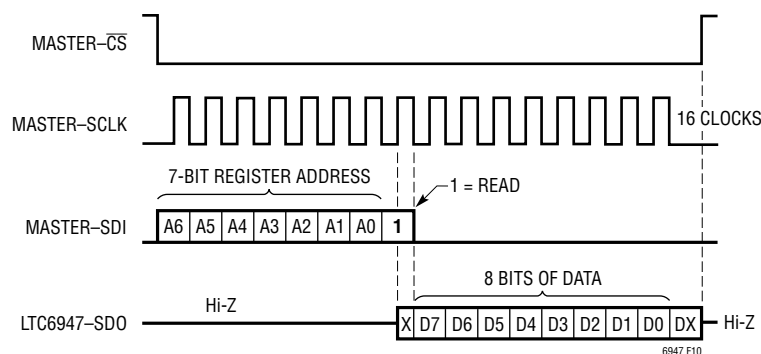 MASTER–C̅S̅
MASTER–SCLK
16 CLOCKS
7-BIT REGISTER ADDRESS
1 = READ
MASTER–SDI
A6 A5 A4 A3 A2 A1 A0 1
8 BITS OF DATA
LTC6947–SDO
Hi-Z
X D7 D6 D5 D4 D3 D2 D1 D0 DX
Hi-Z
6947 F10